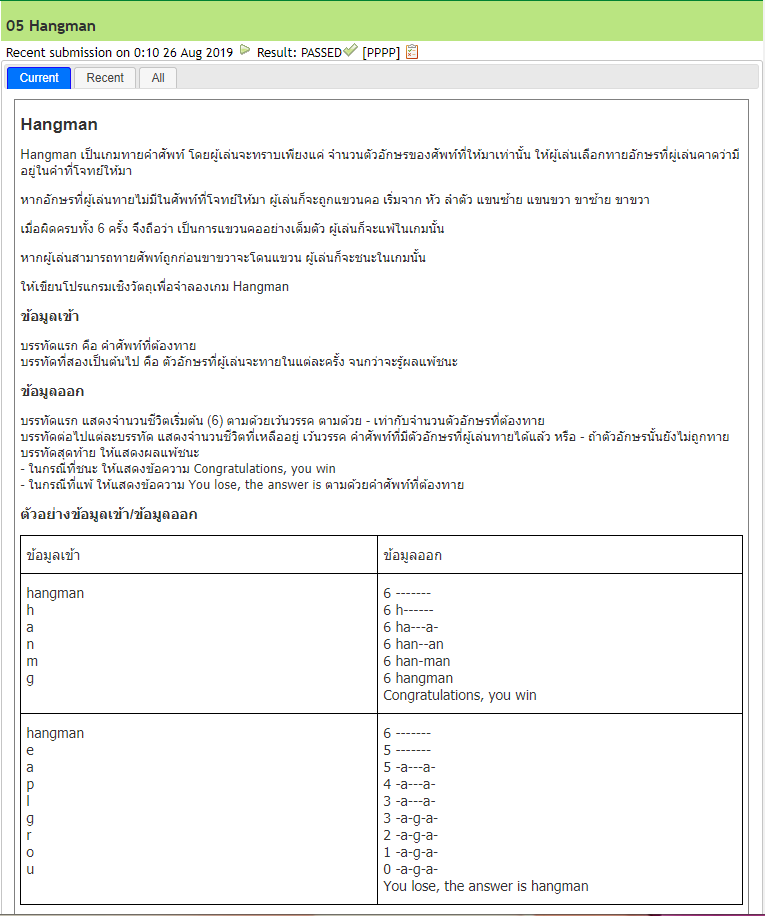 05 Hangman
Recent submission on 0:10 26 Aug 2019 Result: PASSED [PPPP]
Current Recent All
Hangman
Hangman เป็นเกมทายคำศัพท์ โดยผู้เล่นจะทราบเพียงแค่ จำนวนตัวอักษรของศัพท์ที่ให้มาเท่านั้น ให้ผู้เล่นเลือกทายอักษรที่ผู้เล่นคาดว่ามี
อยู่ในคำที่โจทย์ให้มา
หากอักษรที่ผู้เล่นทายไม่มีในศัพท์ที่โจทย์ให้มา ผู้เล่นก็จะถูกแขวนคอ เริ่มจาก หัว ลำตัว แขนซ้าย แขนขวา ขาซ้าย ขาขวา
เมื่อผิดครบทั้ง 6 ครั้ง จึงถือว่า เป็นการแขวนคออย่างเต็มตัว ผู้เล่นก็จะแพ้ในเกมนั้น
หากผู้เล่นสามารถทายศัพท์ถูกก่อนขาขวาจะโดนแขวน ผู้เล่นก็จะชนะในเกมนั้น
ให้เขียนโปรแกรมเชิงวัตถุเพื่อจำลองเกม Hangman
ข้อมูลเข้า
บรรทัดแรก คือ คำศัพท์ที่ต้องทาย
บรรทัดที่สองเป็นต้นไป คือ ตัวอักษรที่ผู้เล่นจะทายในแต่ละครั้ง จนกว่าจะรู้ผลแพ้ชนะ
ข้อมูลออก
บรรทัดแรก แสดงจำนวนชีวิตเริ่มต้น (6) ตามด้วยเว้นวรรค ตามด้วย - เท่ากับจำนวนตัวอักษรที่ต้องทาย
บรรทัดต่อไปแต่ละบรรทัด แสดงจำนวนชีวิตที่เหลืออยู่ เว้นวรรค คำศัพท์ที่มีตัวอักษรที่ผู้เล่นทายได้แล้ว หรือ - ถ้าตัวอักษรนั้นยังไม่ถูกทาย
บรรทัดสุดท้าย ให้แสดงผลแพ้ชนะ
- ในกรณีที่ชนะ ให้แสดงข้อความ Congratulations, you win
- ในกรณีที่แพ้ ให้แสดงข้อความ You lose, the answer is ตามด้วยคำศัพท์ที่ต้องทาย
ตัวอย่างข้อมูลเข้า/ข้อมูลออก
ข้อมูลเข้า ข้อมูลออก
hangman 6 -------
h 6 h------
a 6 ha---a-
n 6 han--an
m 6 han-man
g 6 hangman
Congratulations, you win
hangman 6 -------
e 5 -------
a 5 -a---a-
p 4 -a---a-
l 3 -a---a-
g 3 -a-g-a-
r 2 -a-g-a-
o 1 -a-g-a-
u 0 -a-g-a-
You lose, the answer is hangman